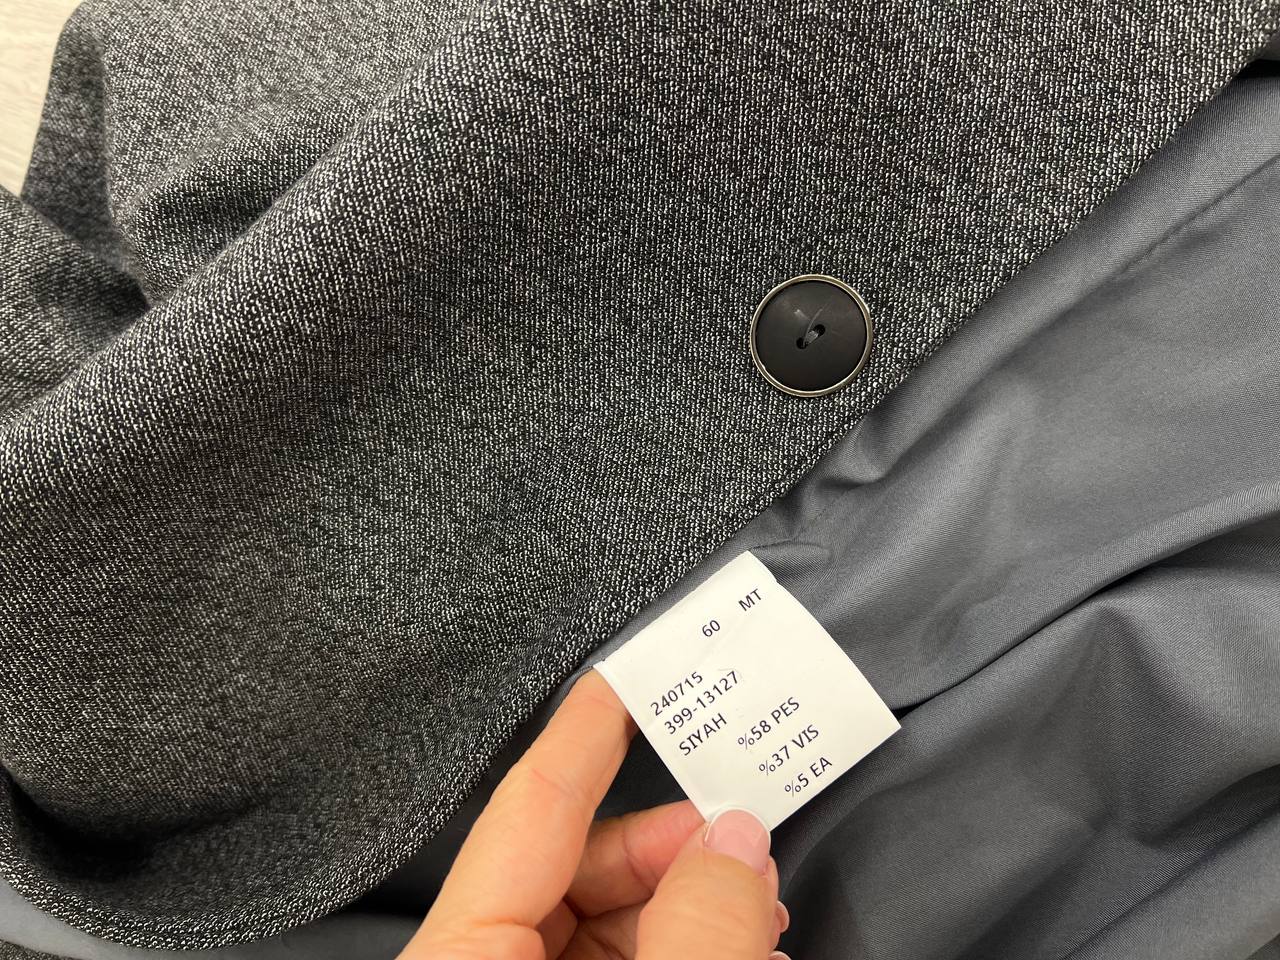 60 MT
240715
399-13127
SIYAH
%58 PES
%37 VIS
%5 EA